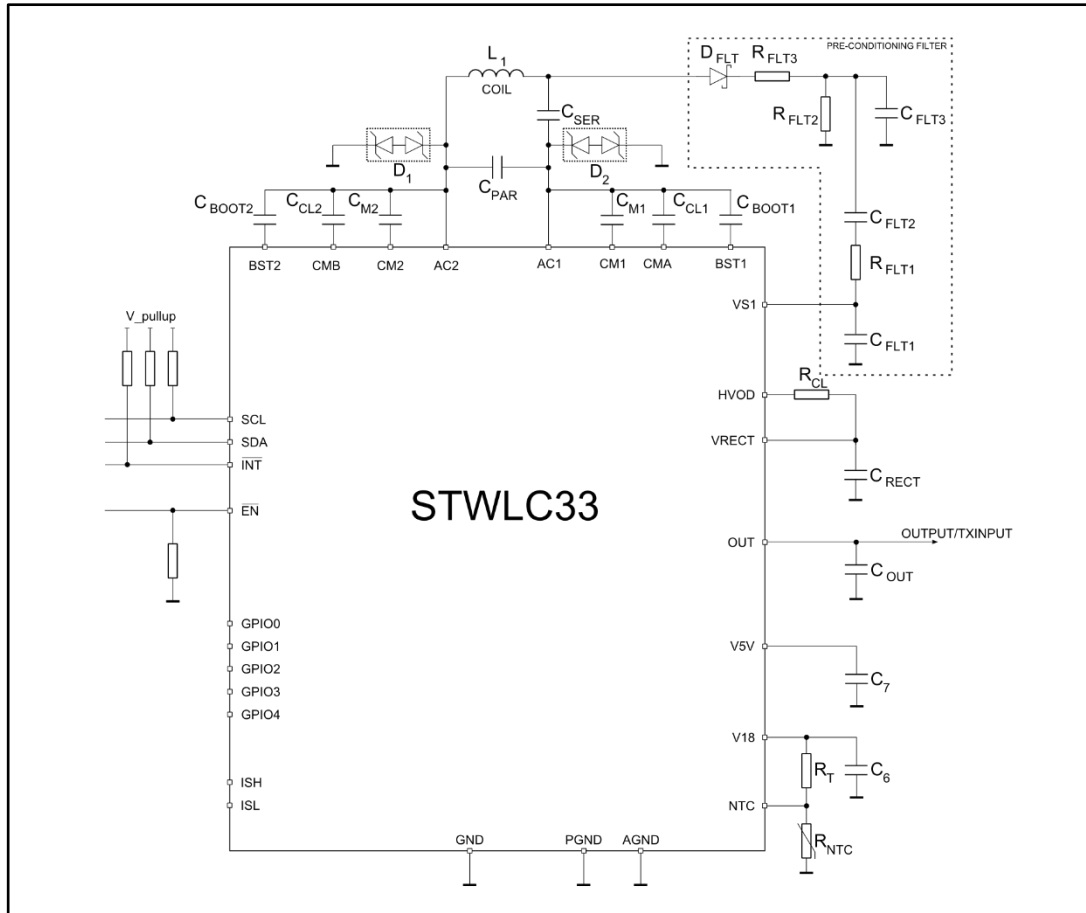 PRE-CONDITIONING FILTER
L1
COIL
DFLT
RFLT3
RFLT2
CFLT3
CSER
D1
D2
CPAR
CBOOT2
CCL2
CM2
CM1
CCL1
CBOOT1
CFLT2
RFLT1
CFLT1
BST2
CMB
CM2
AC2
AC1
CM1
CMA
BST1
VS1
V_pullup
RCL
HVOD
SCL
SDA
VRECT
INT
CRECT
EN
STWLC33
OUT
OUTPUT/TXINPUT
COUT
GPIO0
GPIO1
GPIO2
GPIO3
GPIO4
V5V
C7
V18
RT
C6
ISH
ISL
NTC
RNTC
GND
PGND
AGND